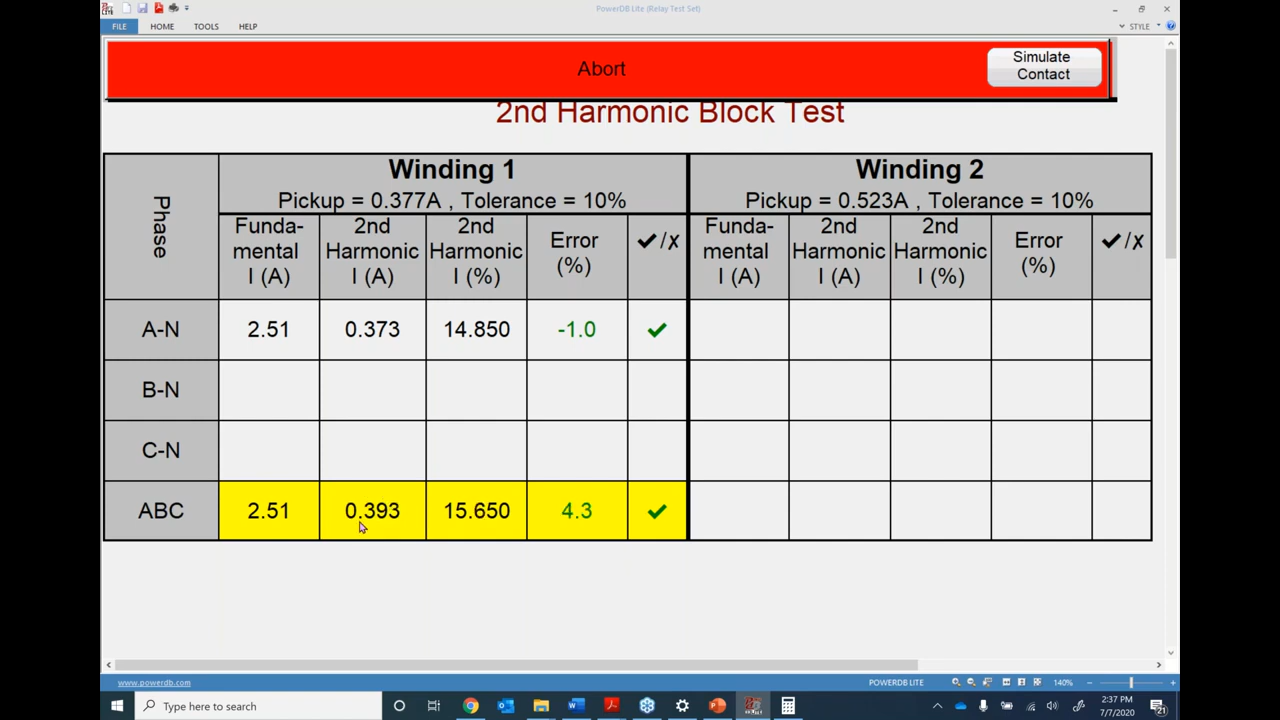 PowerDB Lite (Relay Test Set)
FILE HOME TOOLS HELP STYLE
Abort
Simulate
Contact
2nd Harmonic Block Test
Phase
Winding 1
Pickup = 0.377A , Tolerance = 10%
Winding 2
Pickup = 0.523A , Tolerance = 10%
Funda-
mental
I (A)
2nd
Harmonic
I (A)
2nd
Harmonic
I (%)
Error
(%)
✓/x
Funda-
mental
I (A)
2nd
Harmonic
I (A)
2nd
Harmonic
I (%)
Error
(%)
✓/x
A-N 2.51 0.373 14.850 -1.0 ✓
B-N
C-N
ABC 2.51 0.393 15.650 4.3 ✓
www.powerdb.com POWERDB LITE 140%
Type here to search
2:37 PM
7/7/2020
21